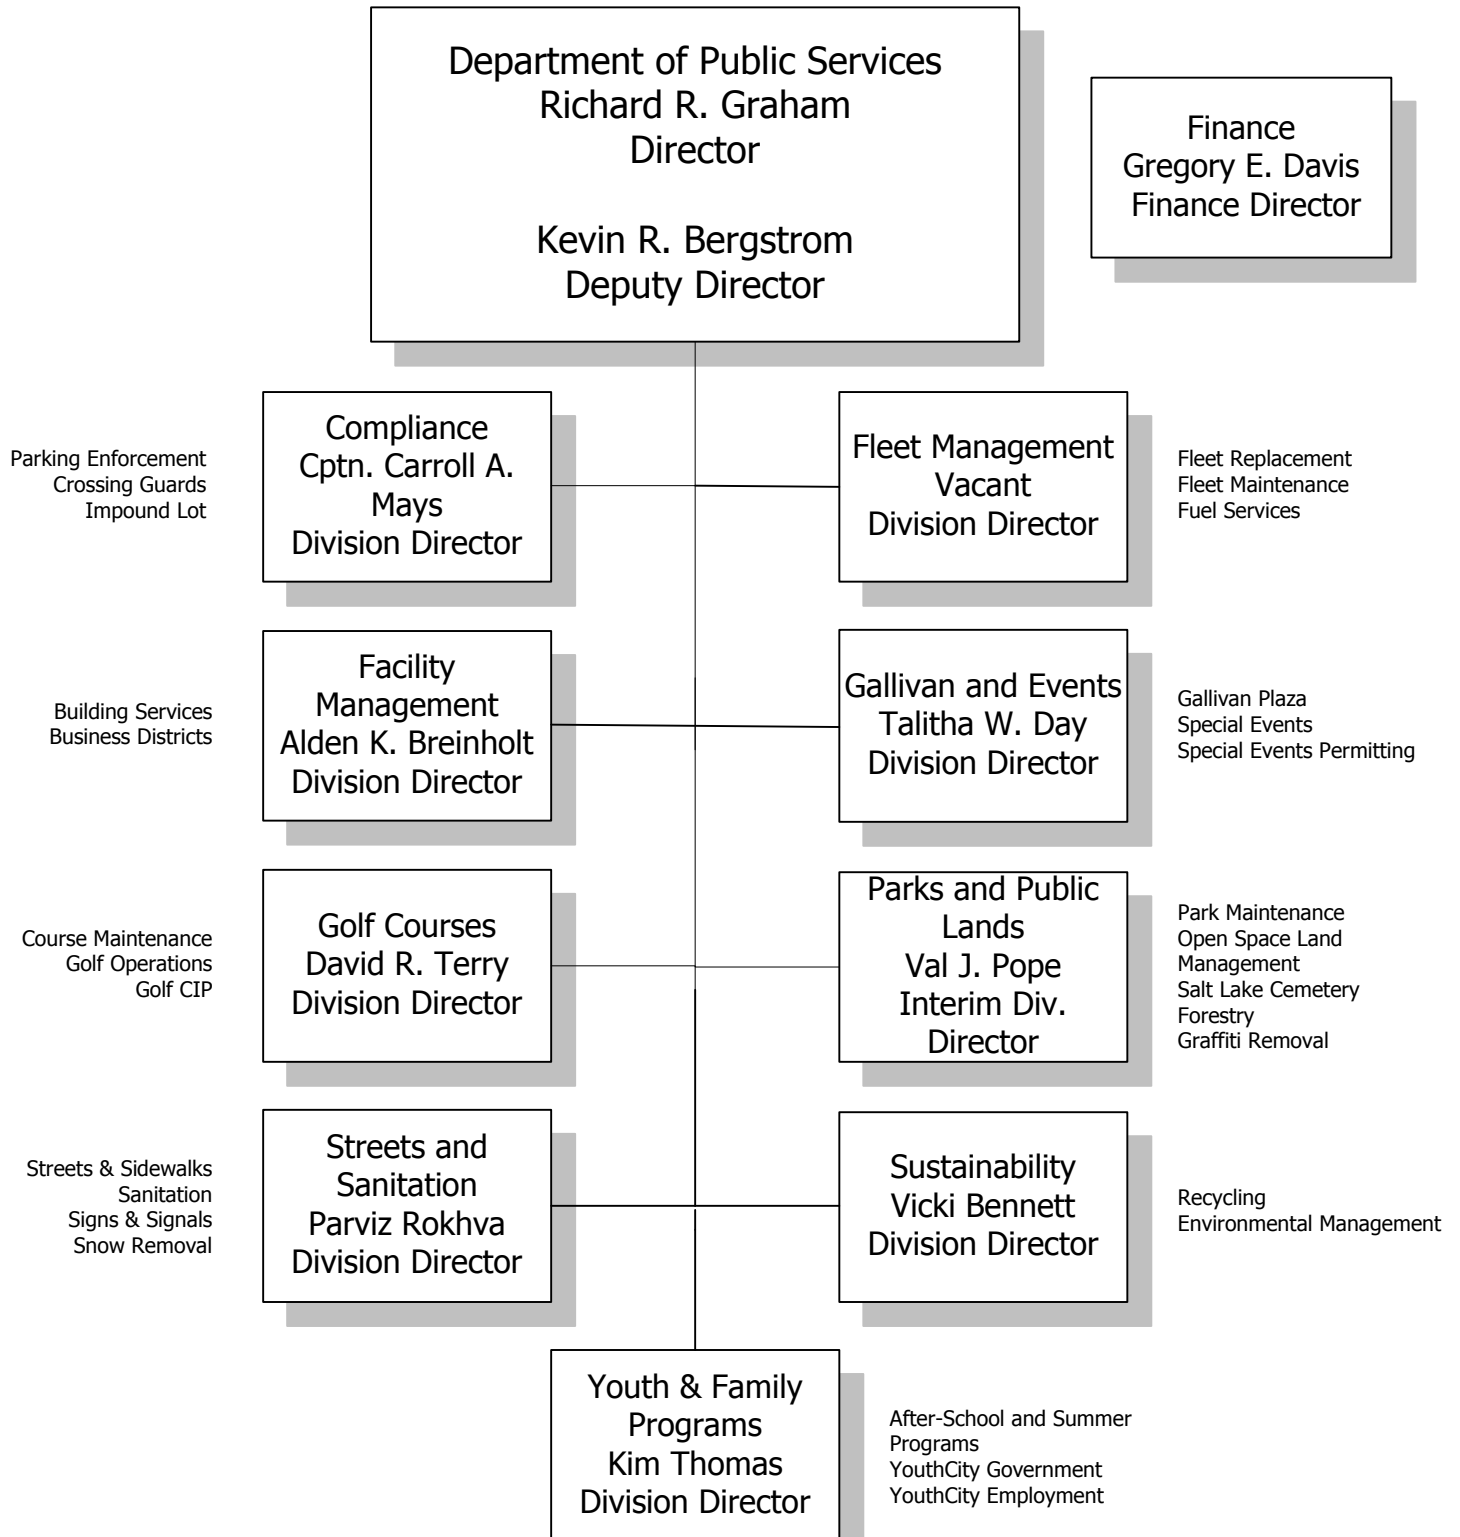 Department of Public Services
Richard R. Graham
Director
Kevin R. Bergstrom
Deputy Director
Finance
Gregory E. Davis
Finance Director
Parking Enforcement
Crossing Guards
Impound Lot
Compliance
Cptn. Carroll A.
Mays
Division Director
Fleet Management
Vacant
Division Director
Fleet Replacement
Fleet Maintenance
Fuel Services
Building Services
Business Districts
Facility
Management
Alden K. Breinholt
Division Director
Gallivan and Events
Talitha W. Day
Division Director
Gallivan Plaza
Special Events
Special Events Permitting
Course Maintenance
Golf Operations
Golf CIP
Golf Courses
David R. Terry
Division Director
Parks and Public
Lands
Val J. Pope
Interim Div.
Director
Park Maintenance
Open Space Land
Management
Salt Lake Cemetery
Forestry
Graffiti Removal
Streets & Sidewalks
Sanitation
Signs & Signals
Snow Removal
Streets and
Sanitation
Parviz Rokhva
Division Director
Sustainability
Vicki Bennett
Division Director
Recycling
Environmental Management
Youth & Family
Programs
Kim Thomas
Division Director
After-School and Summer
Programs
YouthCity Government
YouthCity Employment